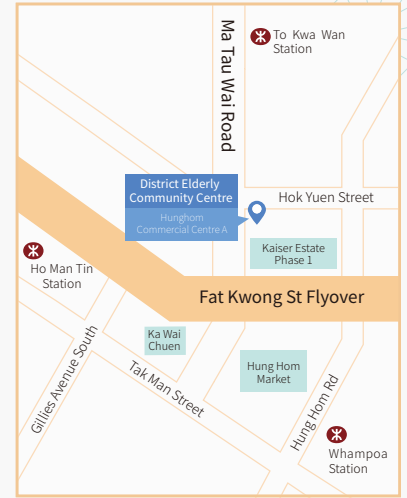 To Kwa Wan
Station
Ma Tau Wai Road
District Elderly
Community Centre
Hunghom
Commercial Centre A
Hok Yuen Street
Kaiser Estate
Phase 1
Ho Man Tin
Station
Fat Kwong St Flyover
Ka Wai
Chuen
Gillies Avenue South
Tak Man Street
Hung Hom
Market
Hung Hom Rd
Whampoa
Station